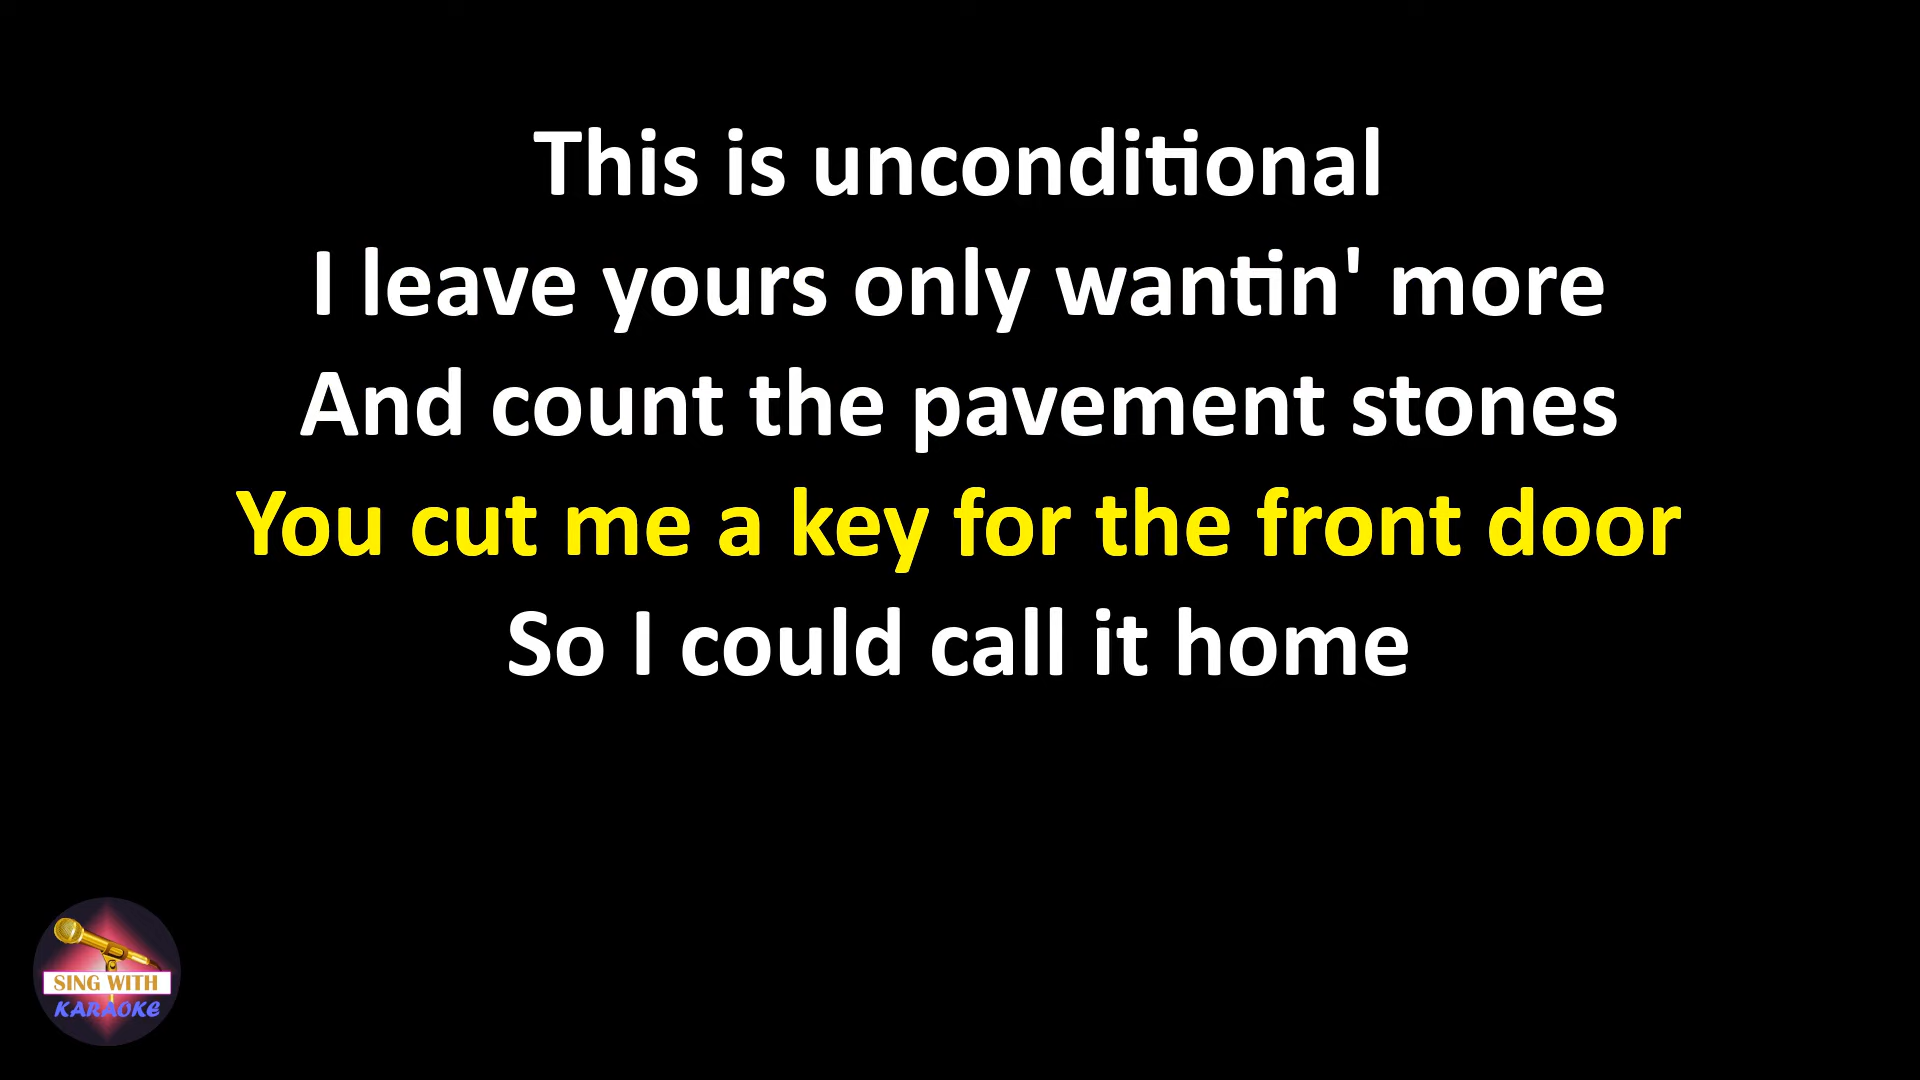 This is unconditional
I leave yours only wantin' more
And count the pavement stones
You cut me a key for the front door
So I could call it home
SING WITH
KARAOKE